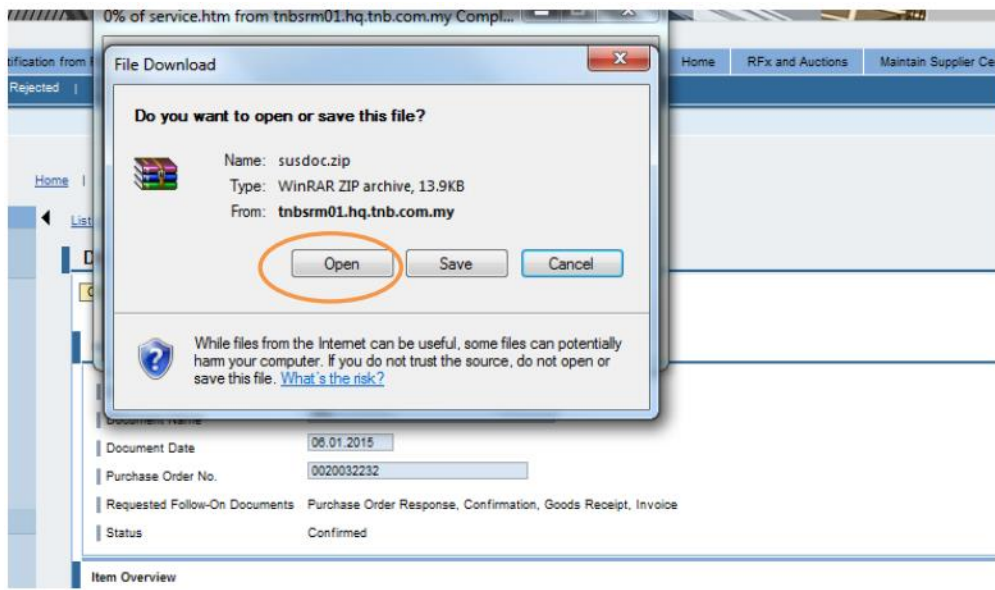 0% of service.htm from tnbsrm01.hq.tnb.com.my Compl...
tification from
Home RFx and Auctions Maintain Supplier Ce
Rejected |
File Download
Do you want to open or save this file?
Name: susdoc.zip
Type: WinRAR ZIP archive, 13.9KB
From: tnbsrm01.hq.tnb.com.my
Home |
List
Open Save Cancel
While files from the Internet can be useful, some files can potentially
harm your computer. If you do not trust the source, do not open or
save this file. What's the risk?
Document Name
Document Date 06.01.2015
Purchase Order No. 0020032232
Requested Follow-On Documents Purchase Order Response, Confirmation, Goods Receipt, Invoice
Status Confirmed
Item Overview